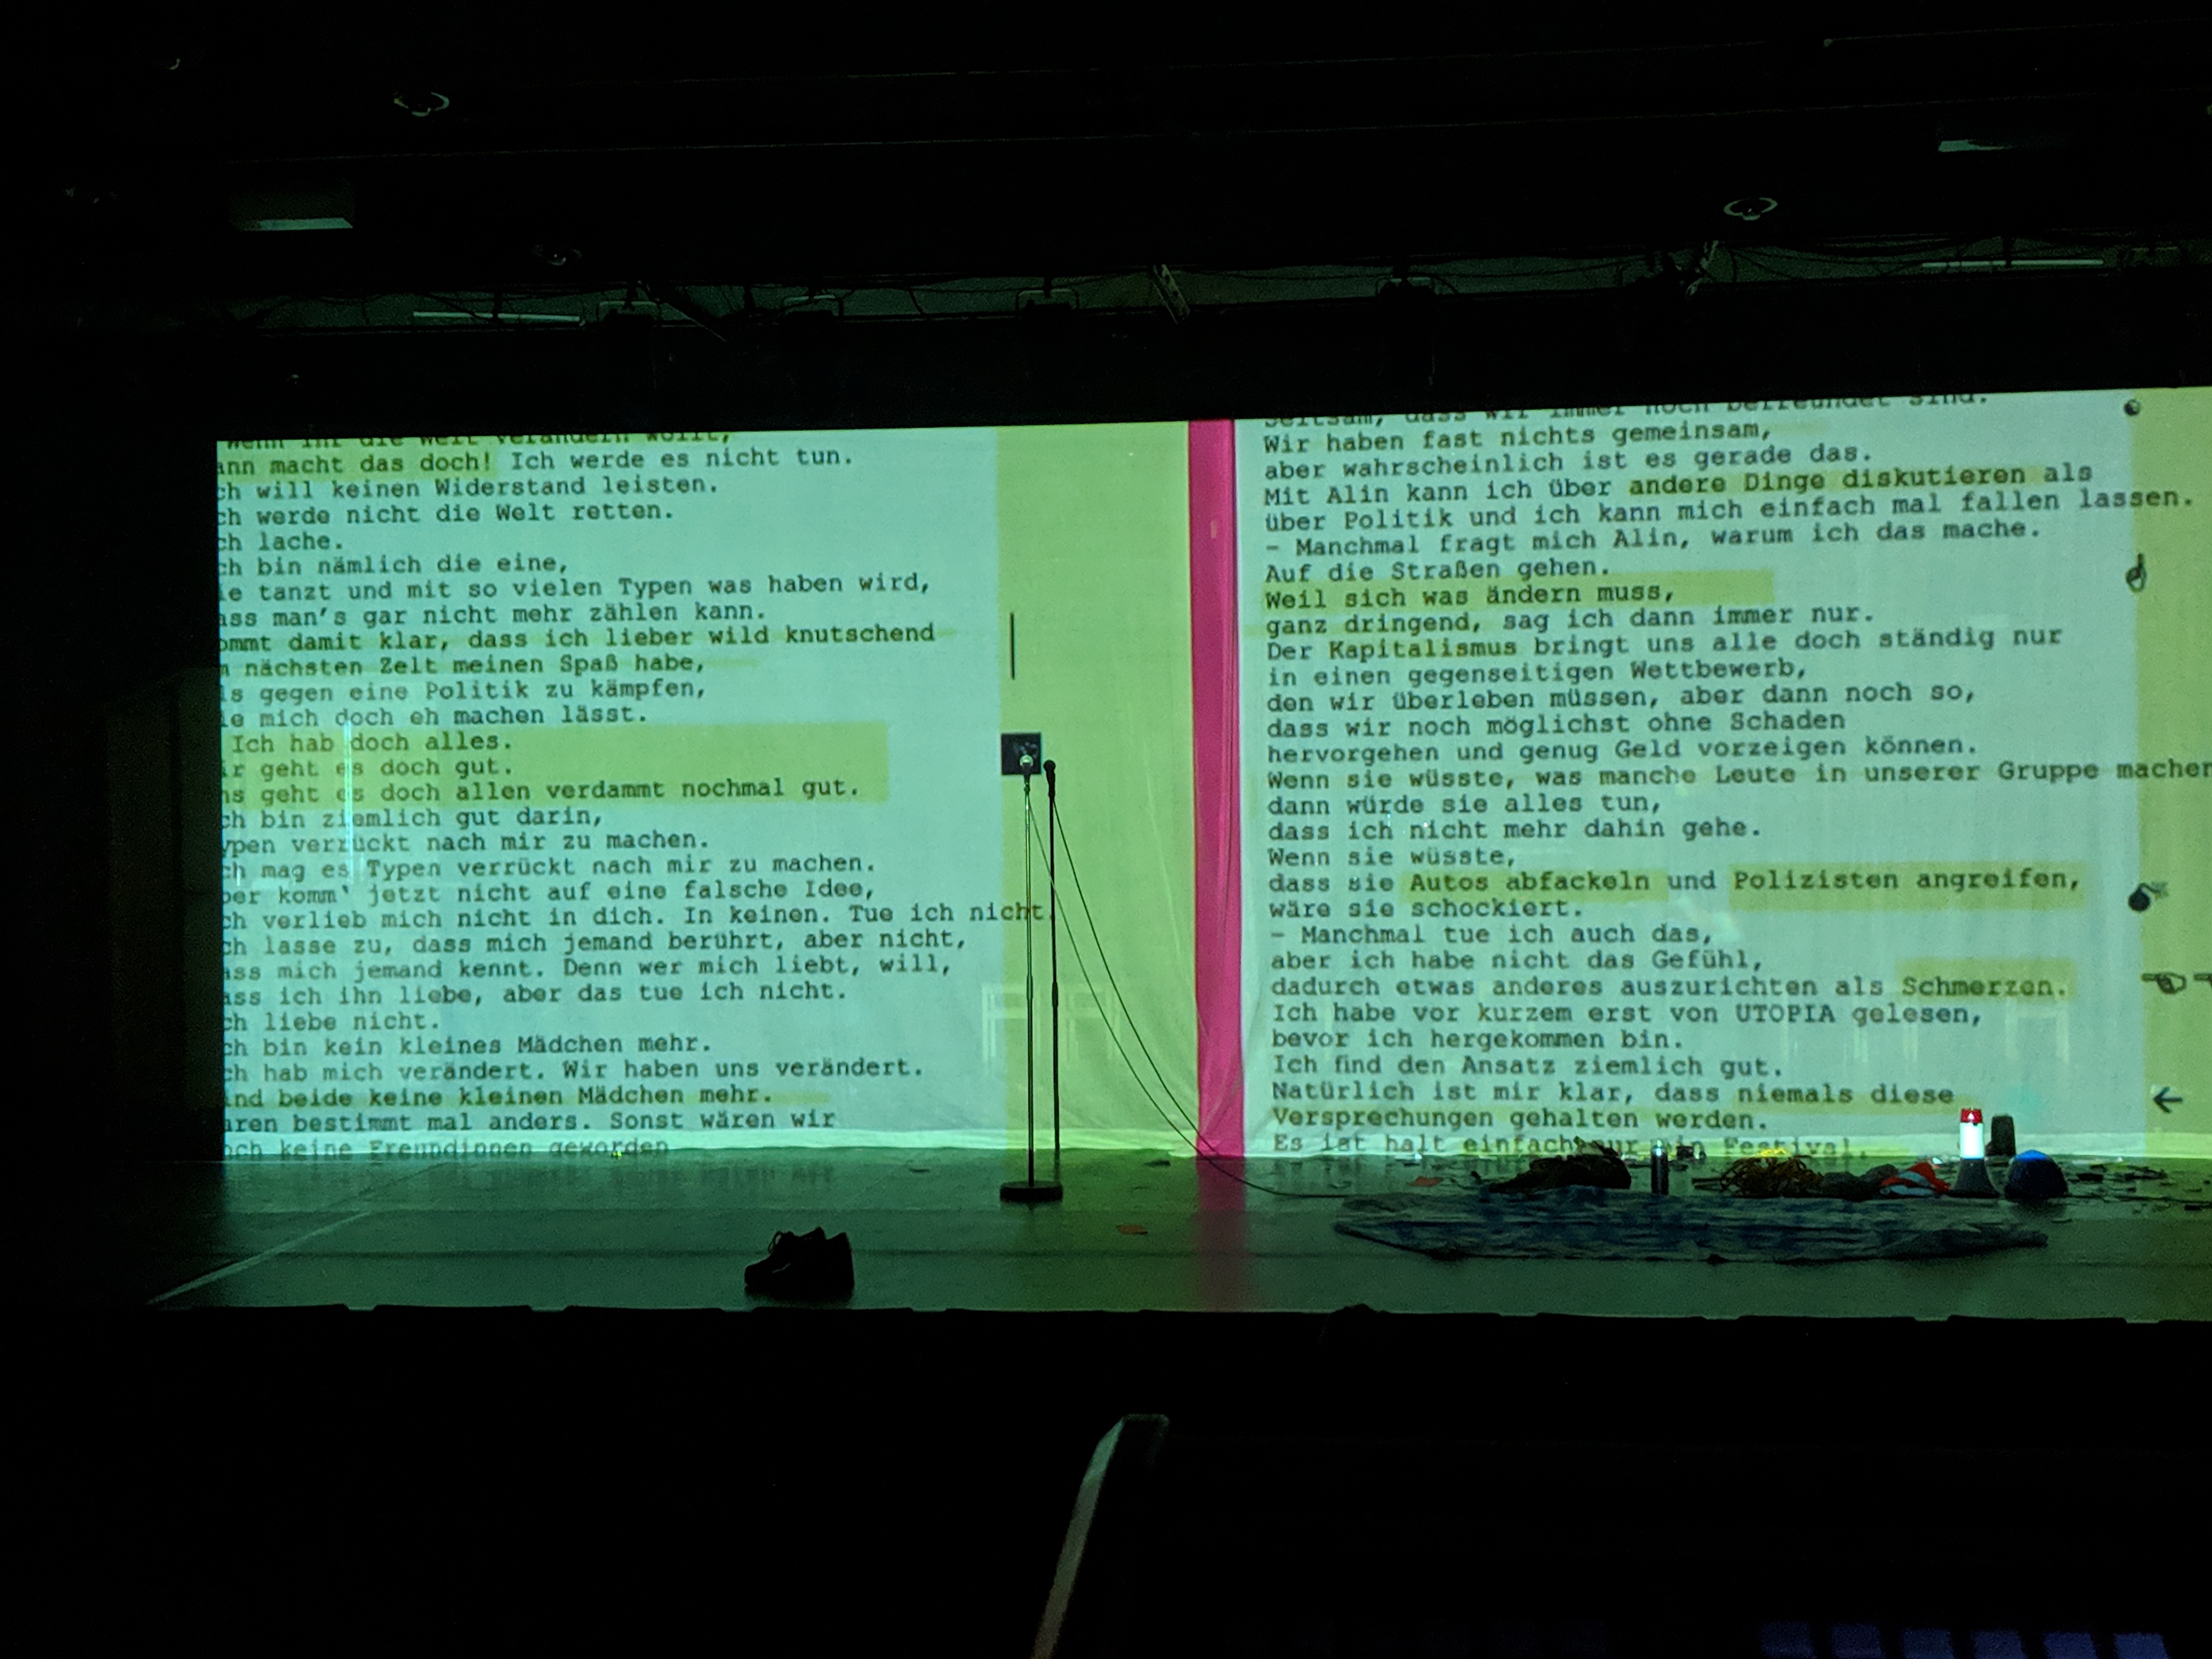 Wenn ihr die Welt verändern wollt,
ann macht das doch! Ich werde es nicht tun.
ch will keinen Widerstand leisten.
ch werde nicht die Welt retten.
ch lache.
ch bin nämlich die eine,
ie tanzt und mit so vielen Typen was haben wird,
ass man's gar nicht mehr zählen kann.
ommt damit klar, dass ich lieber wild knutschend
m nächsten Zelt meinen Spaß habe,
ls gegen eine Politik zu kämpfen,
ie mich doch eh machen lässt.
Ich hab doch alles.
ir geht es doch gut.
ns geht es doch allen verdammt nochmal gut.
ch bin ziemlich gut darin,
ypen verrückt nach mir zu machen.
ch mag es Typen verrückt nach mir zu machen.
ber komm' jetzt nicht auf eine falsche Idee,
ch verlieb mich nicht in dich. In keinen. Tue ich nicht.
ch lasse zu, dass mich jemand berührt, aber nicht,
ass mich jemand kennt. Denn wer mich liebt, will,
ass ich ihn liebe, aber das tue ich nicht.
ch liebe nicht.
ch bin kein kleines Mädchen mehr.
ch hab mich verändert. Wir haben uns verändert.
ind beide keine kleinen Mädchen mehr.
aren bestimmt mal anders. Sonst wären wir
och keine Freundinnen geworden
Seltsam, dass wir immer noch befreundet sind.
Wir haben fast nichts gemeinsam,
aber wahrscheinlich ist es gerade das.
Mit Alin kann ich über andere Dinge diskutieren als
über Politik und ich kann mich einfach mal fallen lassen.
- Manchmal fragt mich Alin, warum ich das mache.
Auf die Straßen gehen.
Weil sich was ändern muss,
ganz dringend, sag ich dann immer nur.
Der Kapitalismus bringt uns alle doch ständig nur
in einen gegenseitigen Wettbewerb,
den wir überleben müssen, aber dann noch so,
dass wir noch möglichst ohne Schaden
hervorgehen und genug Geld vorzeigen können.
Wenn sie wüsste, was manche Leute in unserer Gruppe machen
dann würde sie alles tun,
dass ich nicht mehr dahin gehe.
Wenn sie wüsste,
dass sie Autos abfackeln und Polizisten angreifen,
wäre sie schockiert.
- Manchmal tue ich auch das,
aber ich habe nicht das Gefühl,
dadurch etwas anderes auszurichten als Schmerzen.
Ich habe vor kurzem erst von UTOPIA gelesen,
bevor ich hergekommen bin.
Ich find den Ansatz ziemlich gut.
Natürlich ist mir klar, dass niemals diese
Versprechungen gehalten werden.
Es ist halt einfach nur ein Festival.